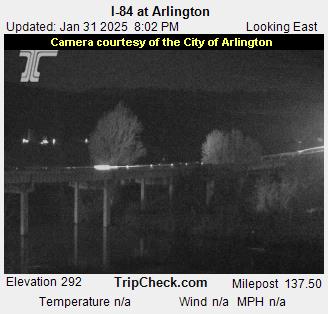 I-84 at Arlington
Updated: Jan 31 2025 8:02 PM Looking East
Camera courtesy of the City of Arlington
Elevation 292 TripCheck.com Milepost 137.50
Temperature n/a Wind n/a MPH n/a